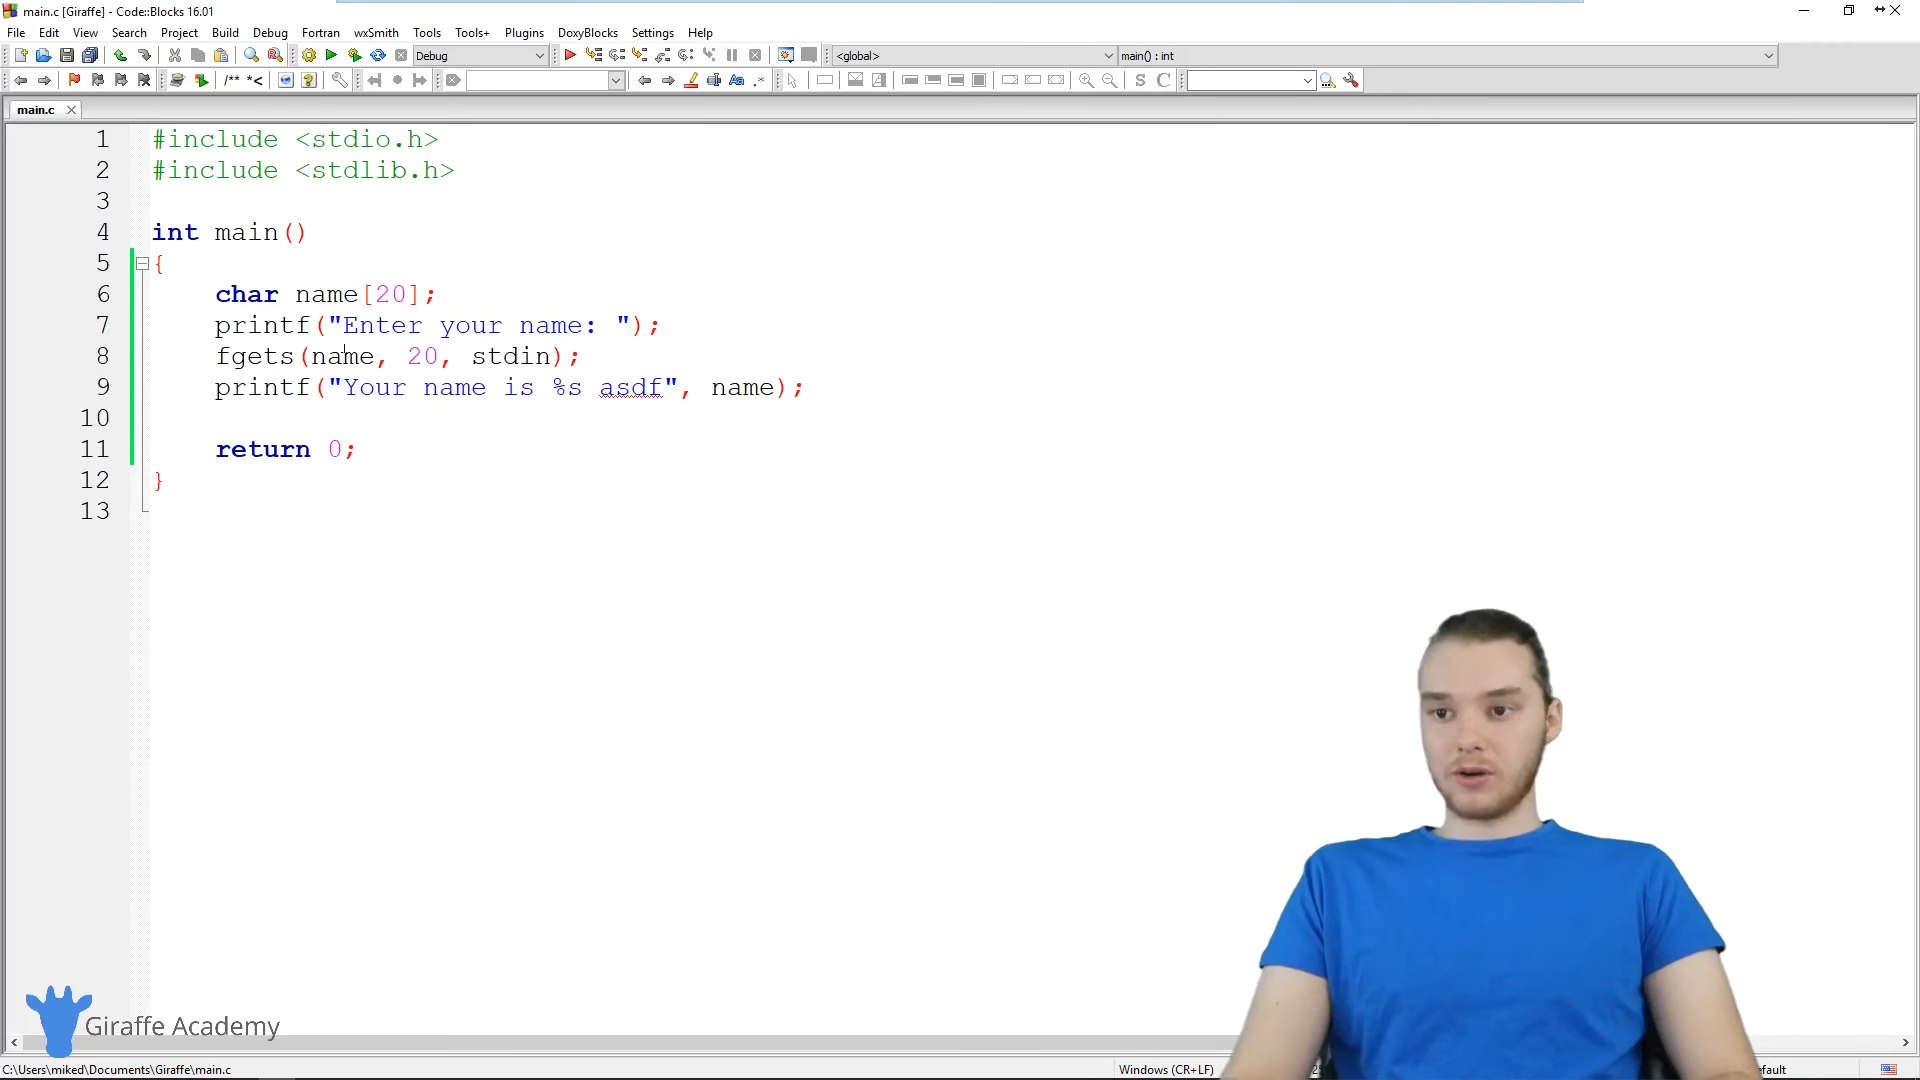 main.c [Giraffe] - Code::Blocks 16.01
File Edit View Search Project Build Debug Fortran wxSmith Tools Tools+ Plugins DoxyBlocks Settings Help
Debug <global> main() : int
/** *< Aa .* S C
main.c
1 #include <stdio.h>
2 #include <stdlib.h>
3
4 int main()
5 {
6 char name[20];
7 printf("Enter your name: ");
8 fgets(name, 20, stdin);
9 printf("Your name is %s asdf", name);
10
11 return 0;
12 }
13
Giraffe Academy
C:\Users\miked\Documents\Giraffe\main.c Windows (CR+LF) efault